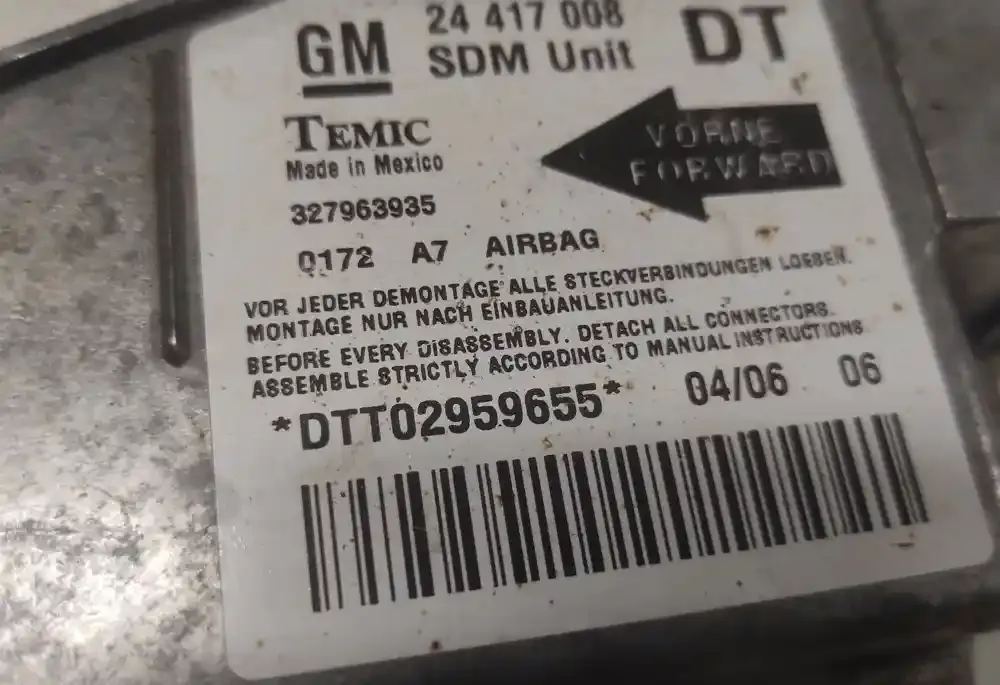 GM 24 417 008 DT
SDM Unit
TEMIC
Made in Mexico
VORNE
FORWARD
327963935
0172 A7 AIRBAG
VOR JEDER DEMONTAGE ALLE STECKVERBINDUNGEN LOESEN.
MONTAGE NUR NACH EINBAUANLEITUNG.
BEFORE EVERY DISASSEMBLY. DETACH ALL CONNECTORS.
ASSEMBLE STRICTLY ACCORDING TO MANUAL INSTRUCTIONS
*DTT02959655* 04/06 06